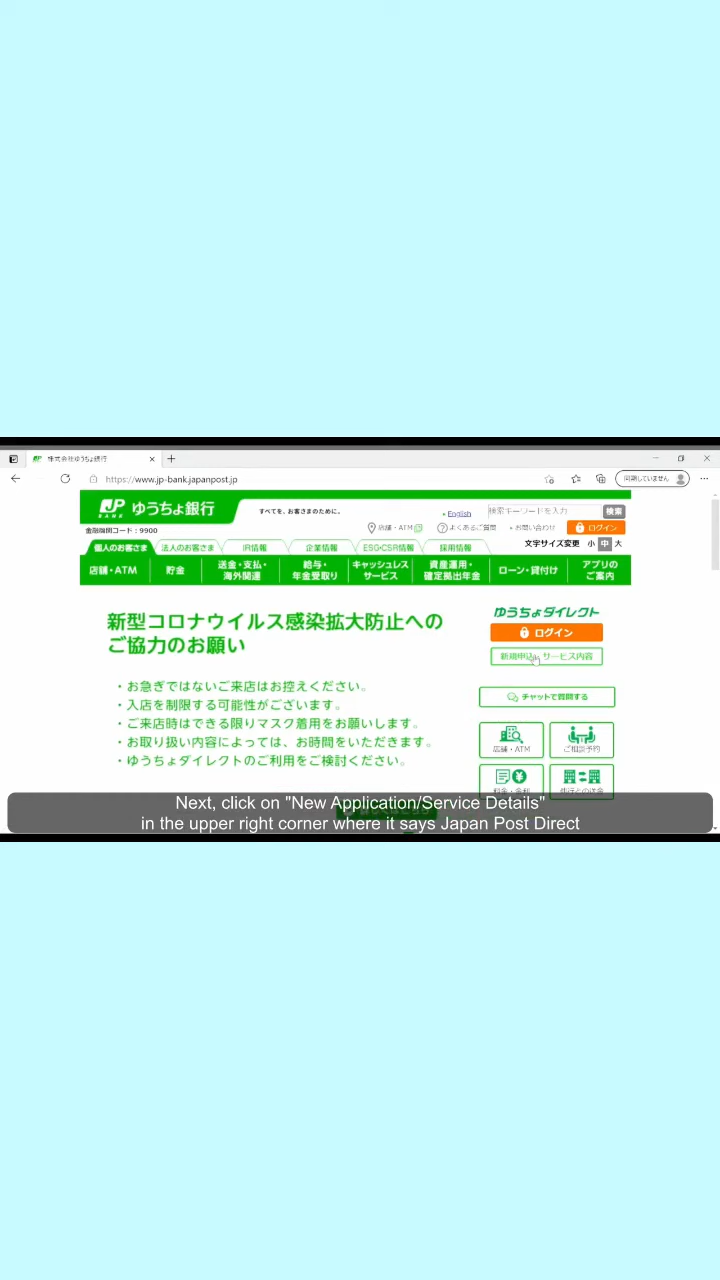 株式会社ゆうちょ銀行
https://www.jp-bank.japanpost.jp
同期していません
JP BANK ゆうちょ銀行
すべてを、お客さまのために。
English
検索キーワードを入力
検索
金融機関コード：9900
店舗・ATM
よくあるご質問
お問い合わせ
ログイン
個人のお客さま
法人のお客さま
IR情報
企業情報
ESG・CSR情報
採用情報
文字サイズ変更 小 中 大
店舗・ATM
貯金
送金・支払・
海外関連
給与・
年金受取り
キャッシュレス
サービス
資産運用・
確定拠出年金
ローン・貸付け
アプリの
ご案内
新型コロナウイルス感染拡大防止への
ご協力のお願い
・お急ぎではないご来店はお控えください。
・入店を制限する可能性がございます。
・ご来店時はできる限りマスク着用をお願いします。
・お取り扱い内容によっては、お時間をいただきます。
・ゆうちょダイレクトのご利用をご検討ください。
ゆうちょダイレクト
ログイン
新規申込 サービス内容
チャットで質問する
店舗・ATM
ご相談予約
料金・金利
他行との送金
Next, click on "New Application/Service Details"
in the upper right corner where it says Japan Post Direct